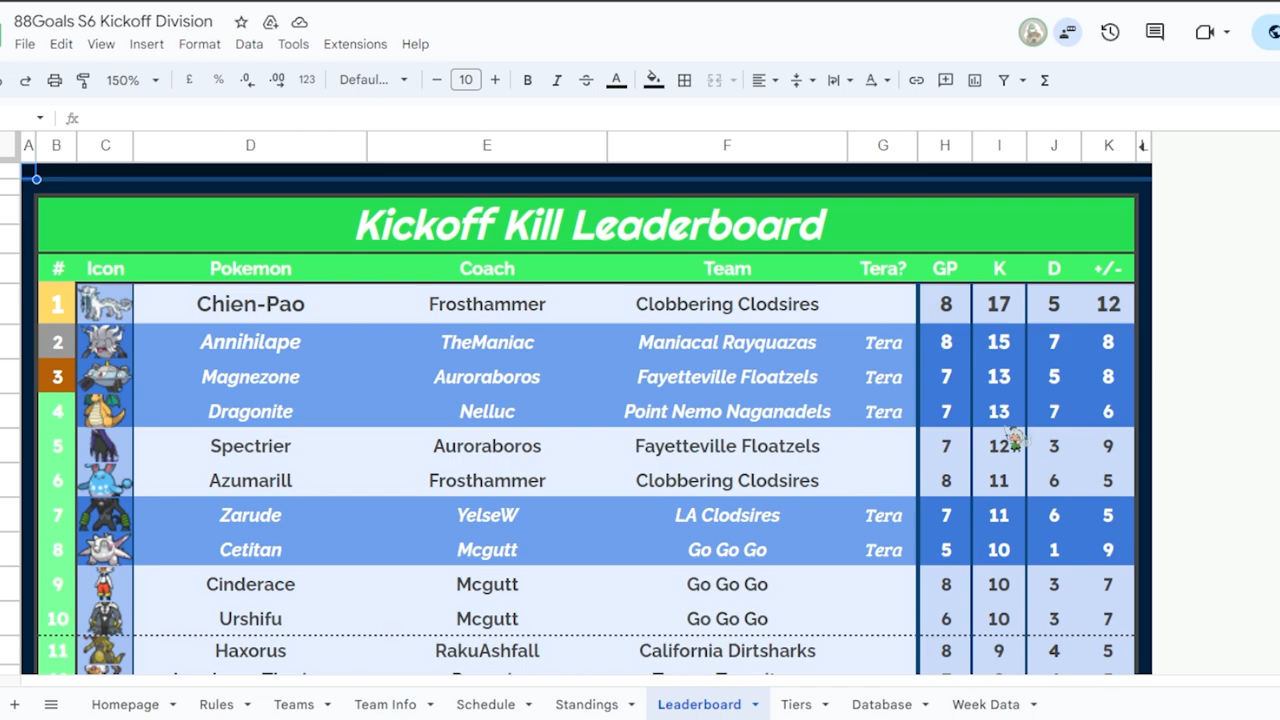 88Goals S6 Kickoff Division
File Edit View Insert Format Data Tools Extensions Help
150% £ % .0 .00 123 Defaul... − 10 + B I S A Σ
fx
A B C D E F G H I J K L
Kickoff Kill Leaderboard
# Icon Pokemon Coach Team Tera? GP K D +/-
1 Chien-Pao Frosthammer Clobbering Clodsires 8 17 5 12
2 Annihilape TheManiac Maniacal Rayquazas Tera 8 15 7 8
3 Magnezone Auroraboros Fayetteville Floatzels Tera 7 13 5 8
4 Dragonite Nelluc Point Nemo Naganadels Tera 7 13 7 6
5 Spectrier Auroraboros Fayetteville Floatzels 7 12 3 9
6 Azumarill Frosthammer Clobbering Clodsires 8 11 6 5
7 Zarude YelseW LA Clodsires Tera 7 11 6 5
8 Cetitan Mcgutt Go Go Go Tera 5 10 1 9
9 Cinderace Mcgutt Go Go Go 8 10 3 7
10 Urshifu Mcgutt Go Go Go 6 10 3 7
11 Haxorus RakuAshfall California Dirtsharks 8 9 4 5
+ Homepage Rules Teams Team Info Schedule Standings Leaderboard Tiers Database Week Data